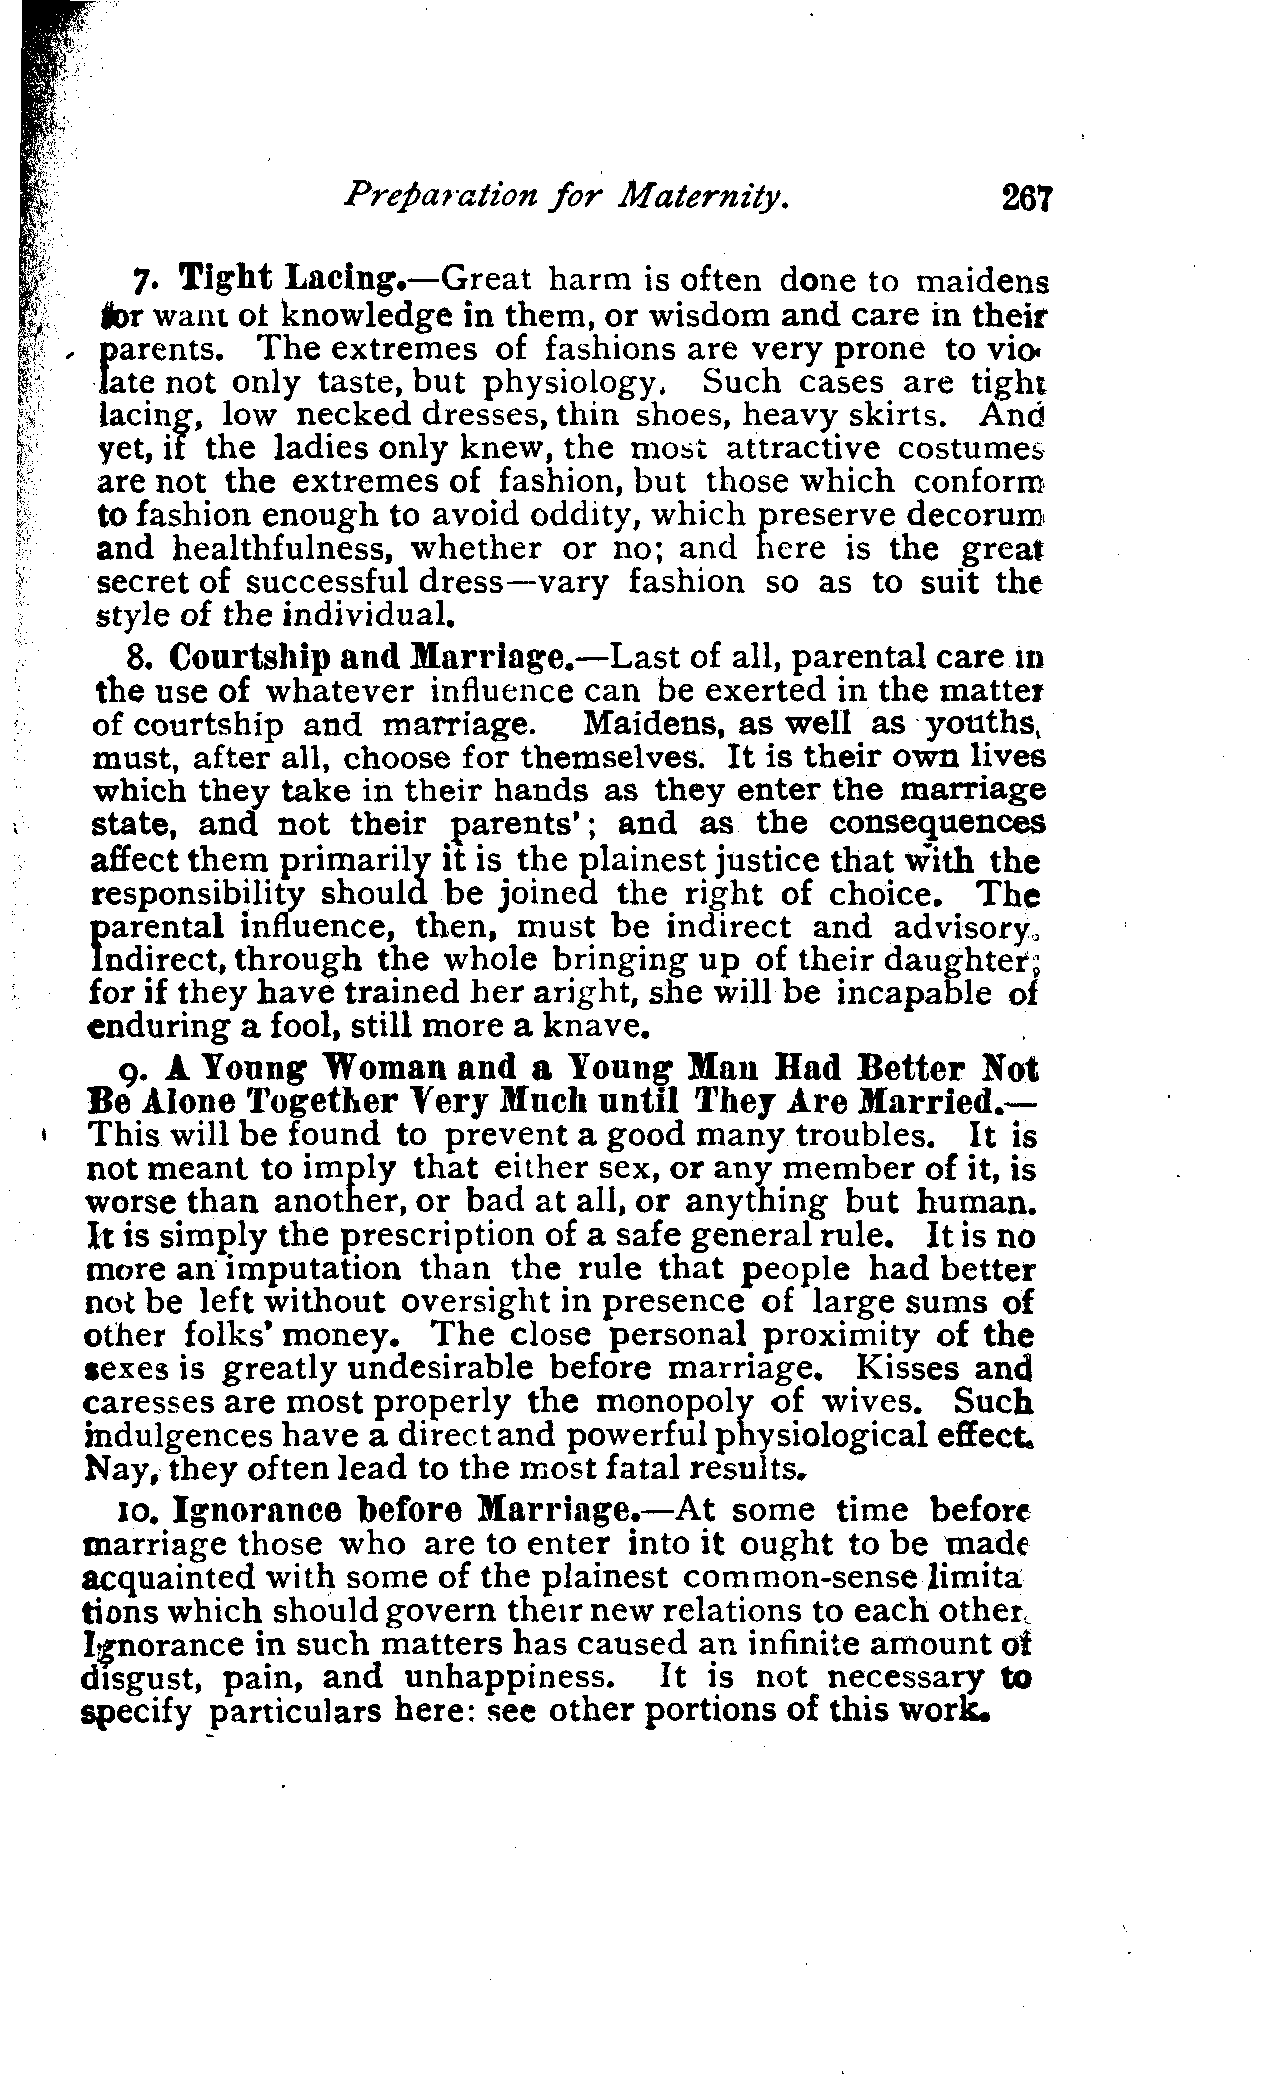 Preparation for Maternity. 267
7. Tight Lacing.—Great harm is often done to maidens
for want of knowledge in them, or wisdom and care in their
parents. The extremes of fashions are very prone to vio-
late not only taste, but physiology. Such cases are tight
lacing, low necked dresses, thin shoes, heavy skirts. And
yet, if the ladies only knew, the most attractive costumes
are not the extremes of fashion, but those which conform
to fashion enough to avoid oddity, which preserve decorum
and healthfulness, whether or no; and here is the great
secret of successful dress—vary fashion so as to suit the
style of the individual.
8. Courtship and Marriage.—Last of all, parental care in
the use of whatever influence can be exerted in the matter
of courtship and marriage. Maidens, as well as youths,
must, after all, choose for themselves. It is their own lives
which they take in their hands as they enter the marriage
state, and not their parents'; and as the consequences
affect them primarily it is the plainest justice that with the
responsibility should be joined the right of choice. The
parental influence, then, must be indirect and advisory.
Indirect, through the whole bringing up of their daughter;
for if they have trained her aright, she will be incapable of
enduring a fool, still more a knave.
9. A Young Woman and a Young Man Had Better Not
Be Alone Together Very Much until They Are Married.—
This will be found to prevent a good many troubles. It is
not meant to imply that either sex, or any member of it, is
worse than another, or bad at all, or anything but human.
It is simply the prescription of a safe general rule. It is no
more an imputation than the rule that people had better
not be left without oversight in presence of large sums of
other folks' money. The close personal proximity of the
sexes is greatly undesirable before marriage. Kisses and
caresses are most properly the monopoly of wives. Such
indulgences have a direct and powerful physiological effect.
Nay, they often lead to the most fatal results.
10. Ignorance before Marriage.—At some time before
marriage those who are to enter into it ought to be made
acquainted with some of the plainest common-sense limita
tions which should govern their new relations to each other.
Ignorance in such matters has caused an infinite amount of
disgust, pain, and unhappiness. It is not necessary to
specify particulars here: see other portions of this work.